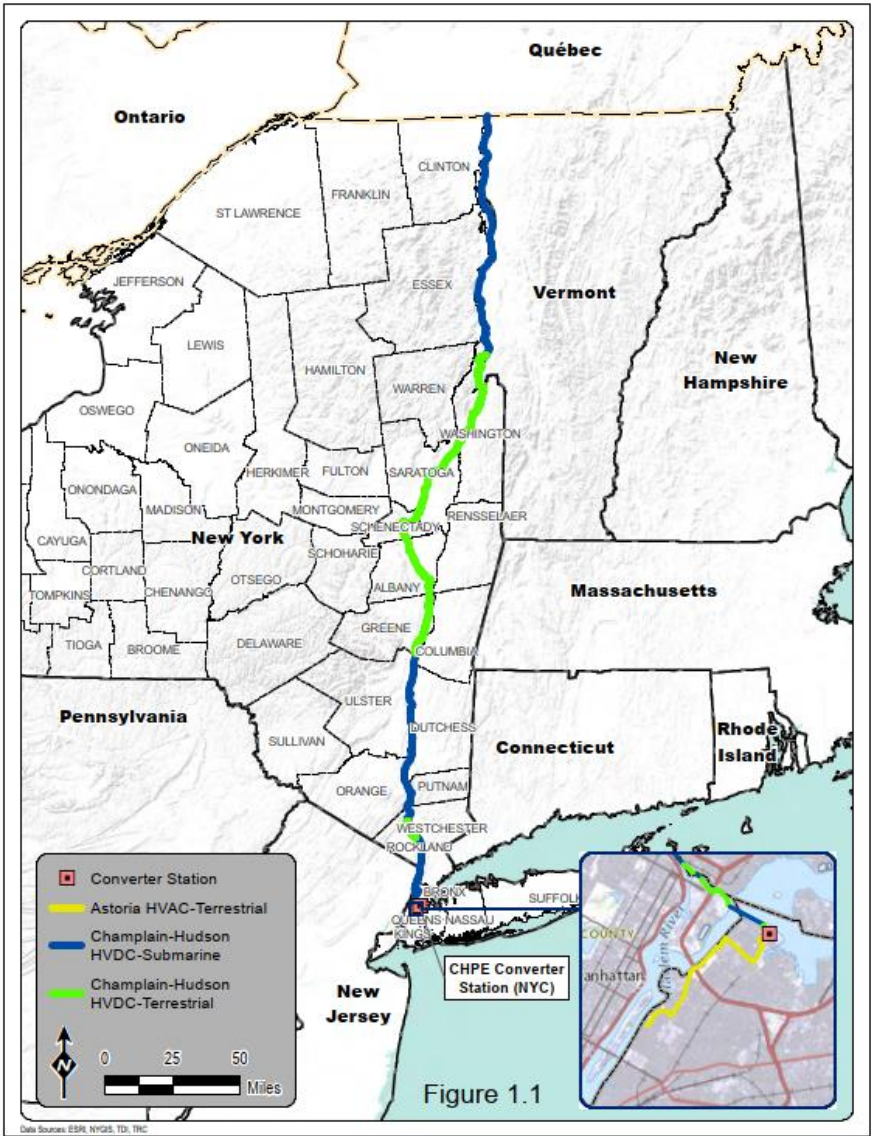 Québec
Ontario
CLINTON
FRANKLIN
ST LAWRENCE
ESSEX
JEFFERSON
Vermont
LEWIS
New
Hampshire
HAMILTON
WARREN
OSWEGO
WASHINGTON
ONEIDA
HERKIMER
FULTON
SARATOGA
ONONDAGA
MADISON
MONTGOMERY
RENSSELAER
SCHENECTADY
New York
CAYUGA
SCHOHARIE
CORTLAND
OTSEGO
ALBANY
TOMPKINS
CHENANGO
Massachusetts
GREENE
TIOGA
BROOME
DELAWARE
COLUMBIA
ULSTER
Pennsylvania
DUTCHESS
SULLIVAN
Connecticut
Rhode
Island
ORANGE
PUTNAM
WESTCHESTER
ROCKLAND
BRONX
SUFFOLK
QUEENS NASSAU
KINGS
CHPE Converter
Station (NYC)
New
Jersey
Converter Station
Astoria HVAC-Terrestrial
Champlain-Hudson
HVDC-Submarine
Champlain-Hudson
HVDC-Terrestrial
N
0 25 50
Miles
COUNTY
anhattan
River
Figure 1.1
Data Sources: ESRI, NYGIS, TDI, TRC